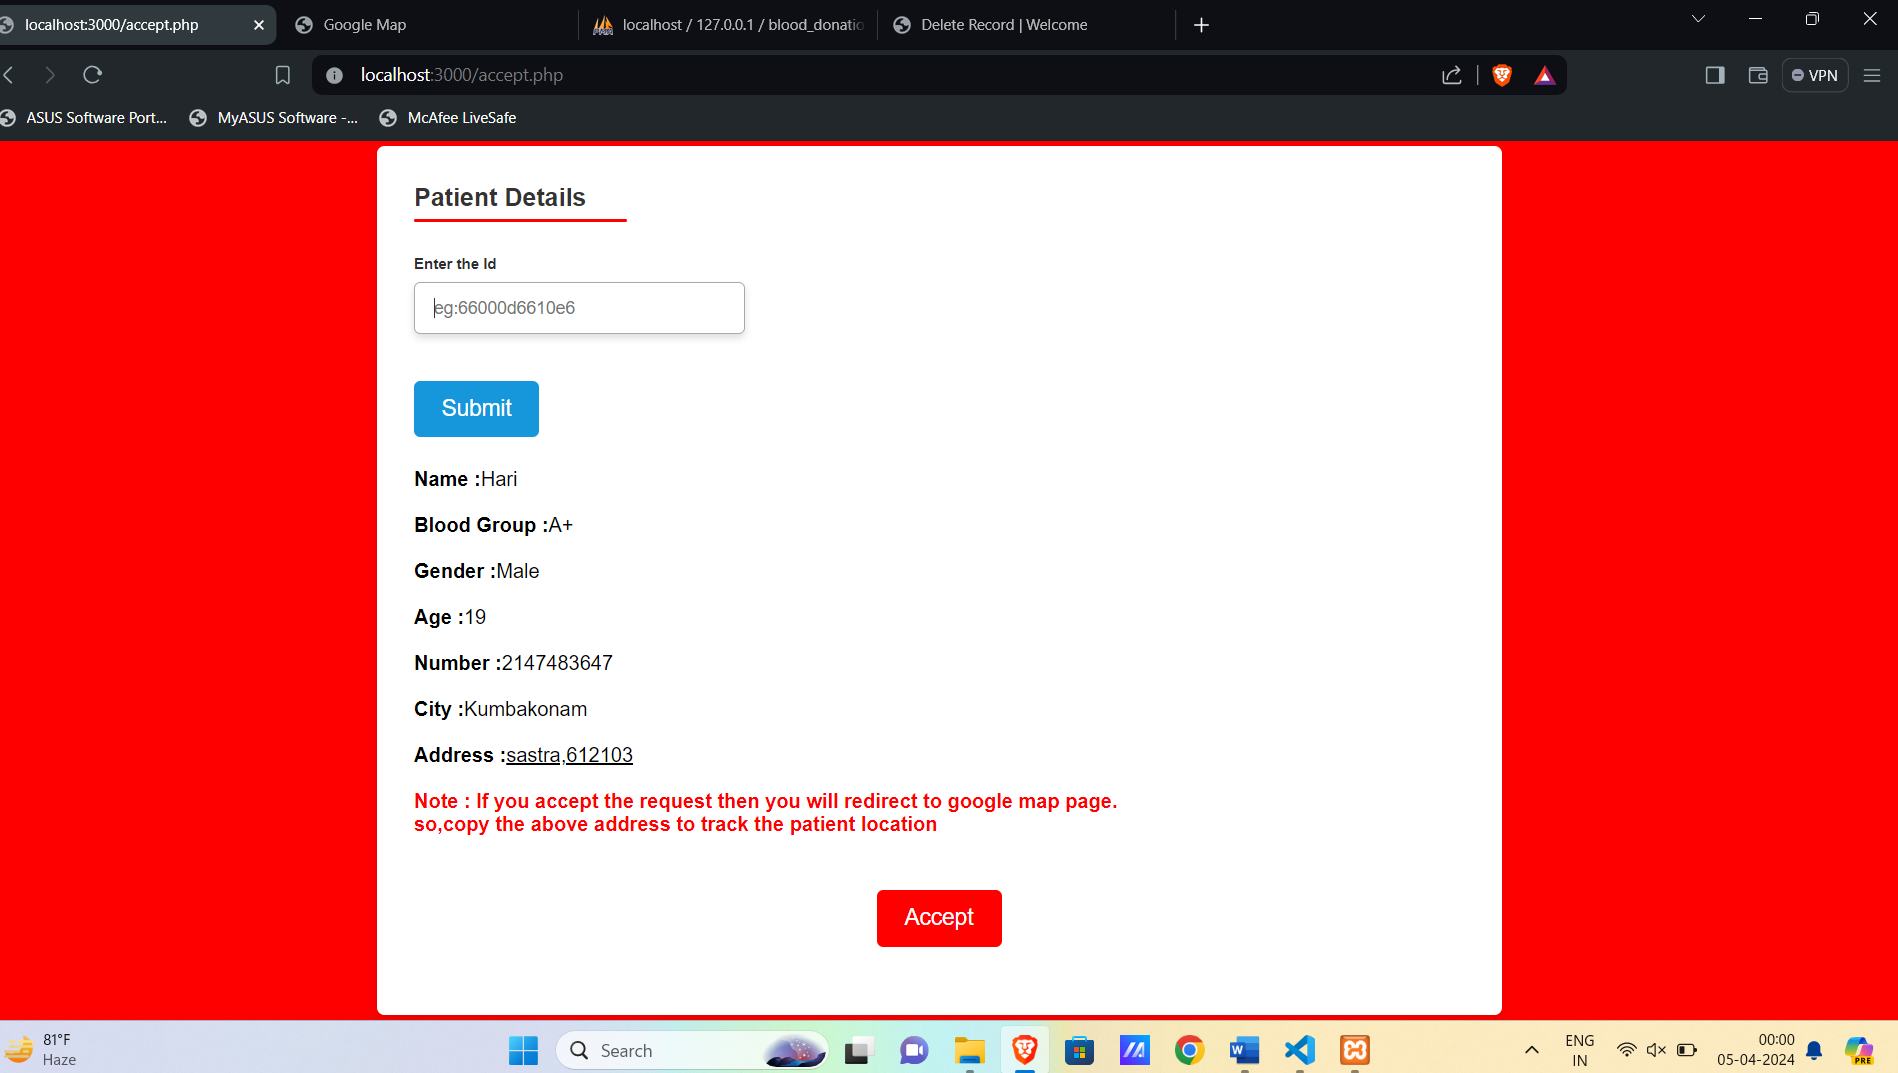 localhost:3000/accept.php
Google Map
localhost / 127.0.0.1 / blood_donatio
Delete Record | Welcome
localhost:3000/accept.php
VPN
ASUS Software Port...
MyASUS Software -...
McAfee LiveSafe
Patient Details
Enter the Id
eg:66000d6610e6
Submit
Name :Hari
Blood Group :A+
Gender :Male
Age :19
Number :2147483647
City :Kumbakonam
Address :sastra,612103
Note : If you accept the request then you will redirect to google map page.
so,copy the above address to track the patient location
Accept
81°F
Haze
Search
ENG
IN
00:00
05-04-2024
PRE